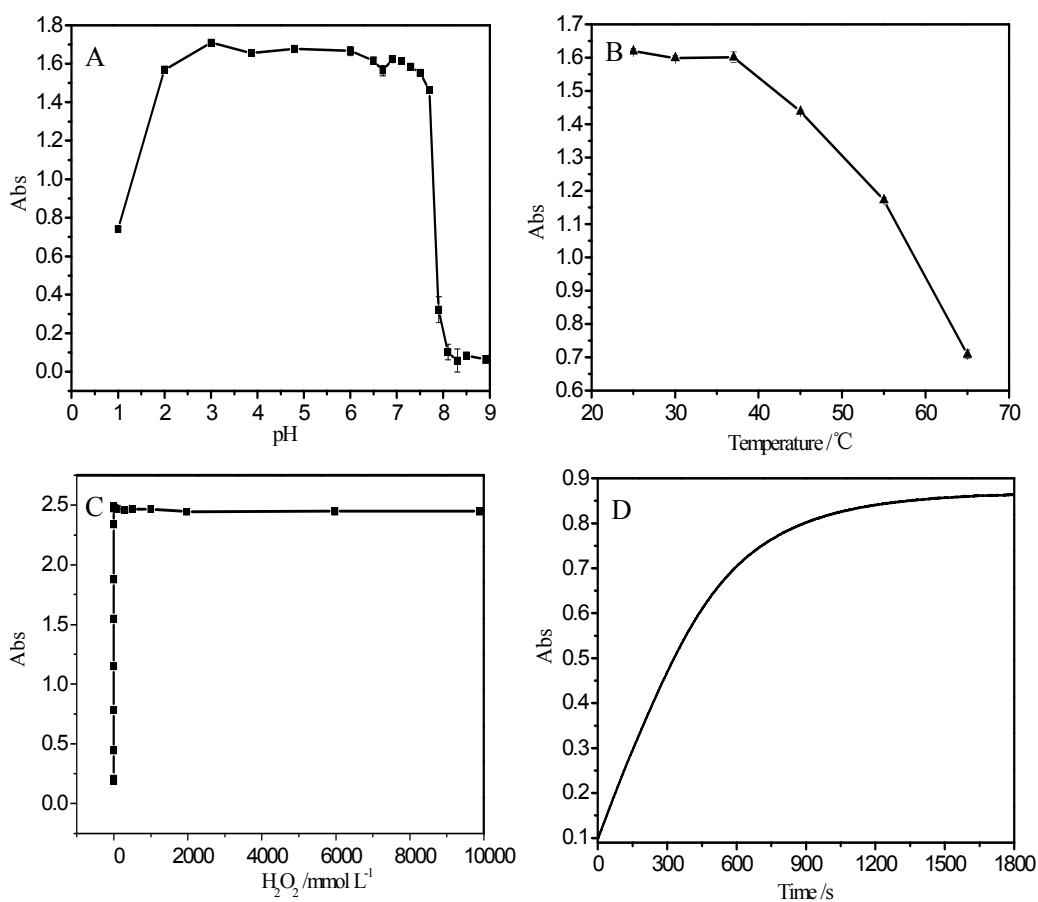 A
Abs
1.8
1.6
1.4
1.2
1.0
0.8
0.6
0.4
0.2
0.0
0 1 2 3 4 5 6 7 8 9
pH
B
Abs
1.7
1.6
1.5
1.4
1.3
1.2
1.1
1.0
0.9
0.8
0.7
0.6
20 30 40 50 60 70
Temperature /℃
C
Abs
2.5
2.0
1.5
1.0
0.5
0.0
0 2000 4000 6000 8000 10000
H₂O₂ /mmol L⁻¹
D
Abs
0.9
0.8
0.7
0.6
0.5
0.4
0.3
0.2
0.1
0 300 600 900 1200 1500 1800
Time /s